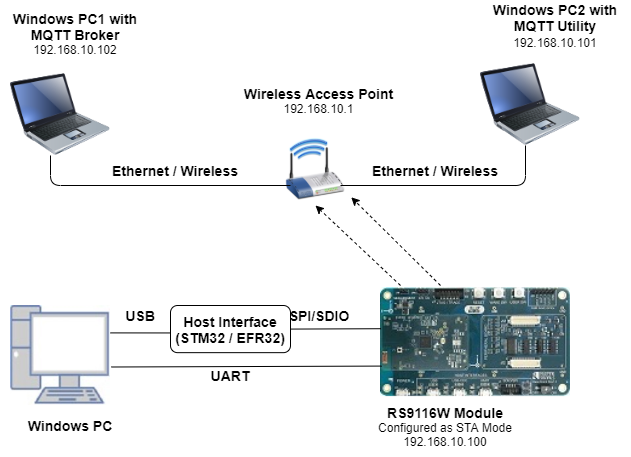 Windows PC1 with
MQTT Broker
192.168.10.102
Windows PC2 with
MQTT Utility
192.168.10.101
Wireless Access Point
192.168.10.1
Ethernet / Wireless
Ethernet / Wireless
USB
Host Interface
(STM32 / EFR32)
SPI/SDIO
UART
Windows PC
RS9116W Module
Configured as STA Mode
192.168.10.100